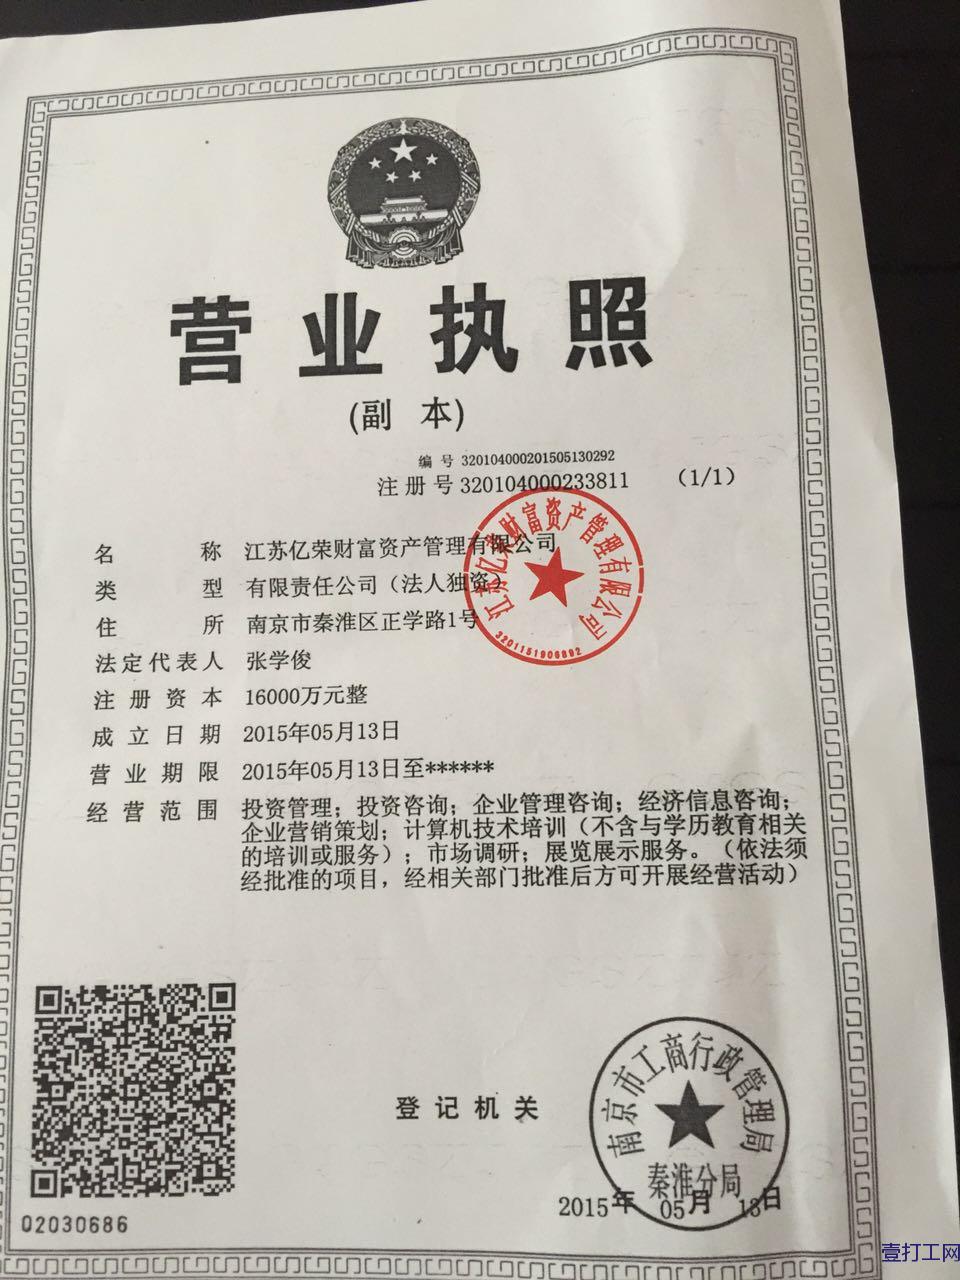 营业执照
(副 本)
编 号 320104000201505130292
注 册 号 320104000233811 (1/1)
名 称 江苏亿荣财富资产管理有限公司
类 型 有限责任公司（法人独资）
住 所 南京市秦淮区正学路1号
法定代表人 张学俊
注册资本 16000万元整
成立日期 2015年05月13日
营业期限 2015年05月13日至******
经营范围 投资管理；投资咨询；企业管理咨询；经济信息咨询；
企业营销策划；计算机技术培训（不含与学历教育相关
的培训或服务）；市场调研；展览展示服务。（依法须
经批准的项目，经相关部门批准后方可开展经营活动）
江苏亿荣财富资产管理有限公司
3201151906892
登记机关
南京市工商行政管理局
秦淮分局
2015年 05月 13日
Q2030686
壹打工网